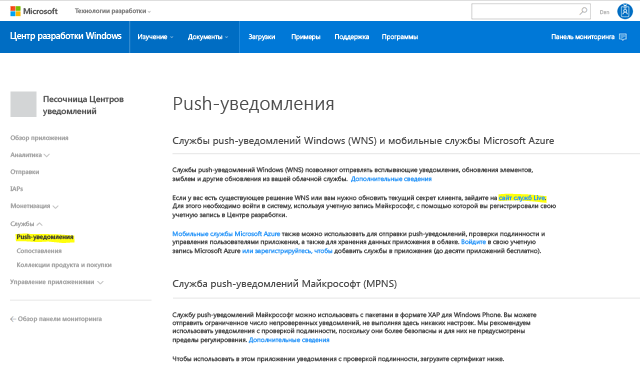 Microsoft
Технологии разработки
Den
Центр разработки Windows
Изучение
Документы
Загрузки
Примеры
Поддержка
Программы
Панель мониторинга
Песочница Центров
уведомлений
Обзор приложения
Аналитика
Отправки
IAPs
Монетизация
Службы
Push-уведомления
Сопоставления
Коллекции продукта и покупки
Управление приложениями
Обзор панели мониторинга
Push-уведомления
Службы push-уведомлений Windows (WNS) и мобильные службы Microsoft Azure
Службы push-уведомлений Windows (WNS) позволяют отправлять всплывающие уведомления, обновления элементов,
эмблем и другие обновления из вашей облачной службы. Дополнительные сведения
Если у вас есть существующее решение WNS или вам нужно обновить текущий секрет клиента, зайдите на сайт служб Live.
Для этого необходимо войти в систему, используя учетную запись Майкрософт, с помощью которой вы регистрировали свою
учетную запись в Центре разработки.
Мобильные службы Microsoft Azure также можно использовать для отправки push-уведомлений, проверки подлинности и
управления пользователями приложения, а также для хранения данных приложения в облаке. Войдите в свою учетную
запись Microsoft Azure или зарегистрируйтесь, чтобы добавить службы в приложения (до десяти приложений бесплатно).
Служба push-уведомлений Майкрософт (MPNS)
Службу push-уведомлений Майкрософт можно использовать с пакетами в формате XAP для Windows Phone. Вы можете
отправить ограниченное число непроверенных уведомлений, не выполняя здесь никаких настроек. Мы рекомендуем
использовать уведомления с проверкой подлинности, поскольку они более безопасны и для них не предусмотрены
пределы регулирования. Дополнительные сведения
Чтобы использовать в этом приложении уведомления с проверкой подлинности, загрузите сертификат ниже.